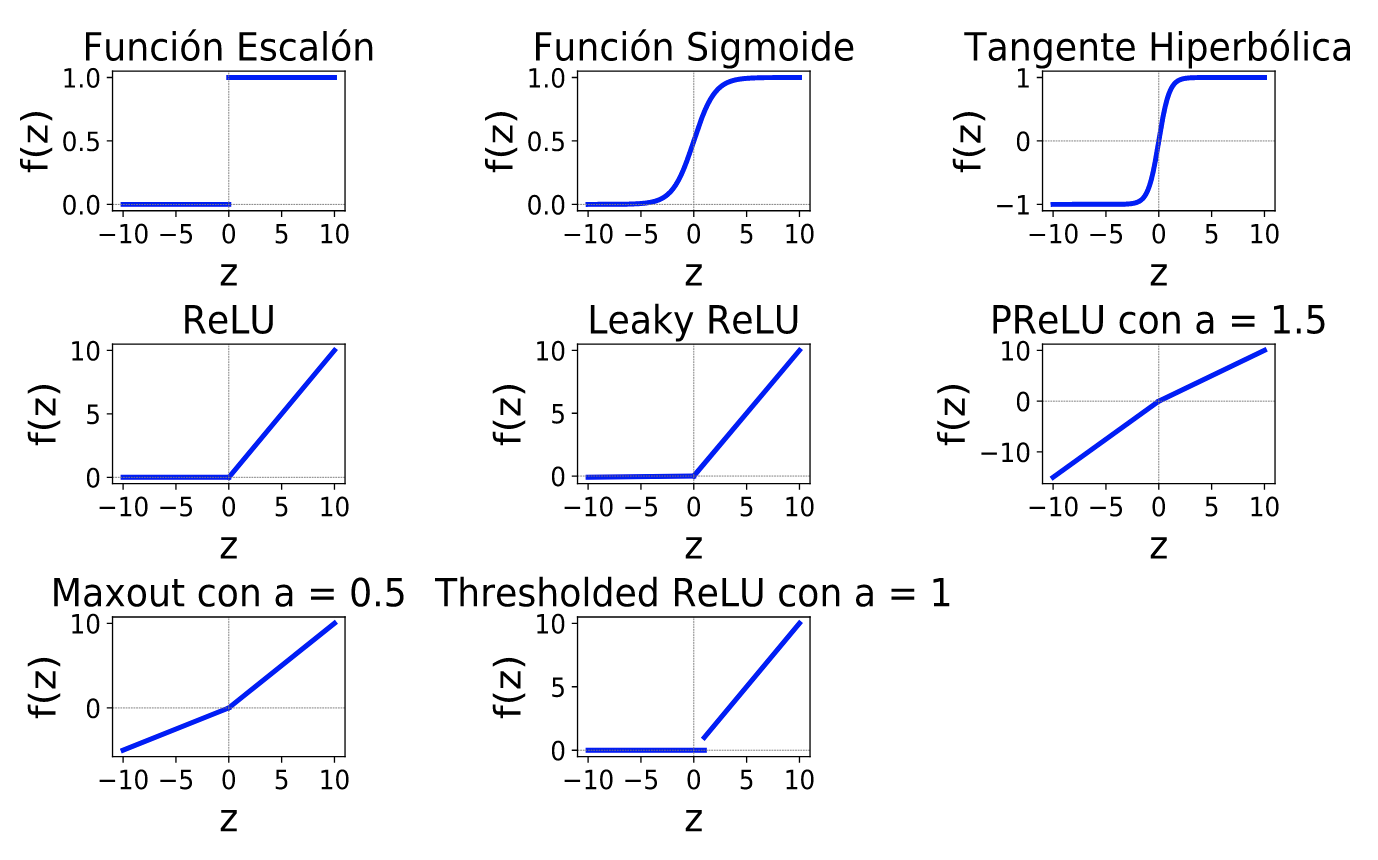 Función Escalón
1.0
0.5
0.0
f(z)
−10 −5 0 5 10
z
Función Sigmoide
1.0
0.5
0.0
f(z)
−10 −5 0 5 10
z
Tangente Hiperbólica
1
0
−1
f(z)
−10 −5 0 5 10
z
ReLU
10
5
0
f(z)
−10 −5 0 5 10
z
Leaky ReLU
10
5
0
f(z)
−10 −5 0 5 10
z
PReLU con a = 1.5
10
0
−10
f(z)
−10 −5 0 5 10
z
Maxout con a = 0.5
10
0
f(z)
−10 −5 0 5 10
z
Thresholded ReLU con a = 1
10
5
0
f(z)
−10 −5 0 5 10
z